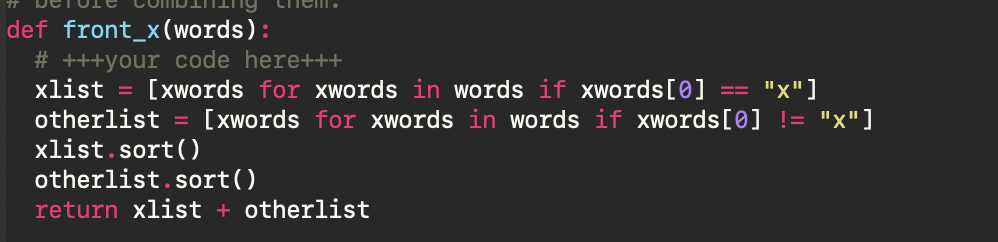 # before combining them.
def front_x(words):
  # +++your code here+++
  xlist = [xwords for xwords in words if xwords[0] == "x"]
  otherlist = [xwords for xwords in words if xwords[0] != "x"]
  xlist.sort()
  otherlist.sort()
  return xlist + otherlist